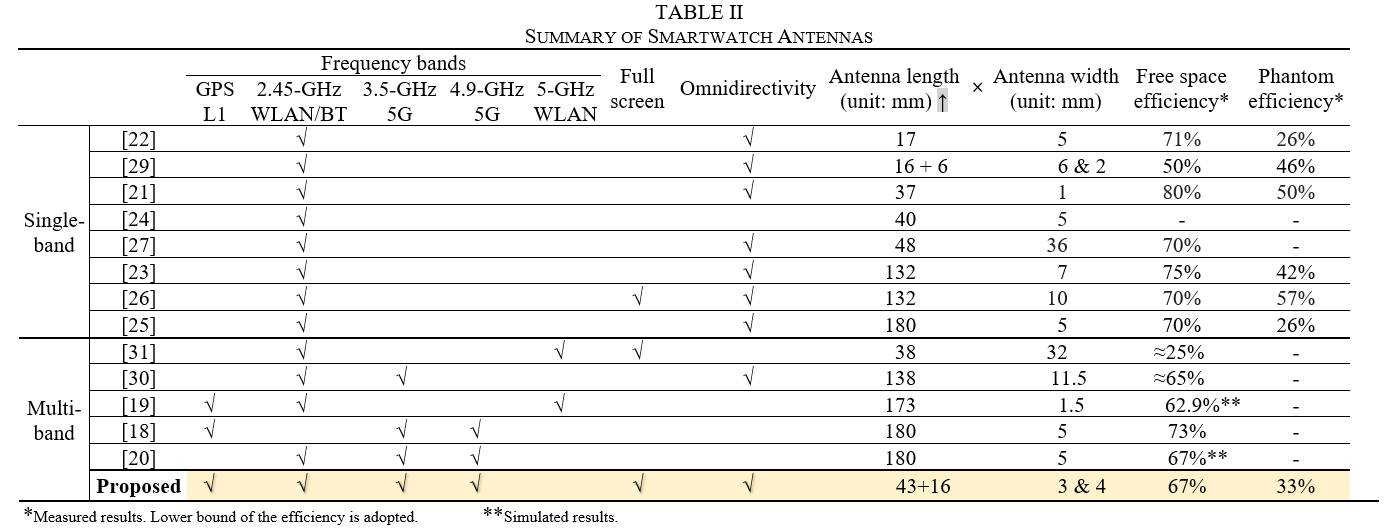 TABLE II
SUMMARY OF SMARTWATCH ANTENNAS
Frequency bands
GPS L1 2.45-GHz WLAN/BT 3.5-GHz 5G 4.9-GHz 5G 5-GHz WLAN Full screen Omnidirectivity Antenna length (unit: mm) ↑ × Antenna width (unit: mm) Free space efficiency* Phantom efficiency*
Single-band
[22] √ √ 17 5 71% 26%
[29] √ √ 16 + 6 6 & 2 50% 46%
[21] √ √ 37 1 80% 50%
[24] √ 40 5 - -
[27] √ √ 48 36 70% -
[23] √ √ 132 7 75% 42%
[26] √ √ √ 132 10 70% 57%
[25] √ √ 180 5 70% 26%
Multi-band
[31] √ √ √ 38 32 ≈25% -
[30] √ √ √ 138 11.5 ≈65% -
[19] √ √ √ 173 1.5 62.9%** -
[18] √ √ √ 180 5 73% -
[20] √ √ √ 180 5 67%** -
Proposed √ √ √ √ √ √ 43+16 3 & 4 67% 33%
*Measured results. Lower bound of the efficiency is adopted. **Simulated results.